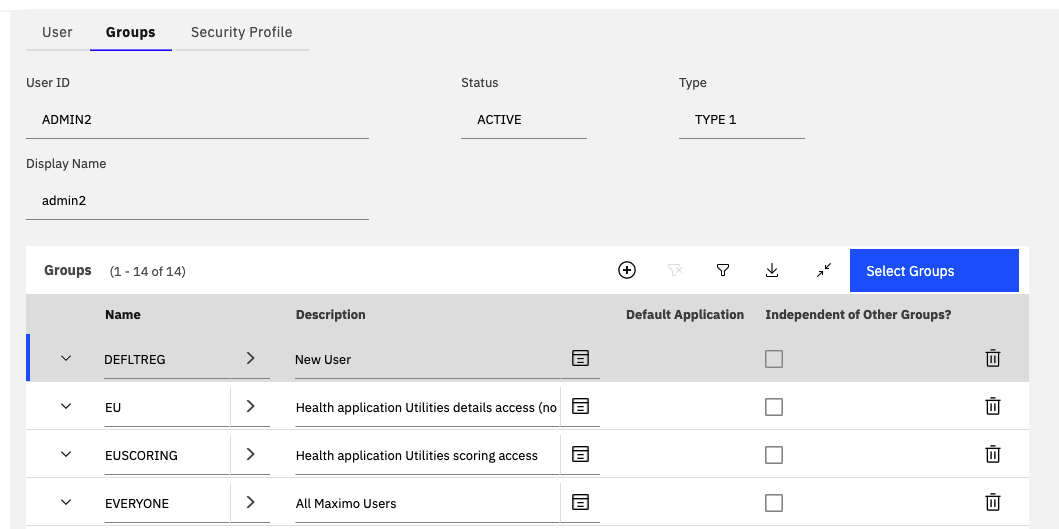 User Groups Security Profile
User ID Status Type
ADMIN2 ACTIVE TYPE 1
Display Name
admin2
Groups (1 - 14 of 14) Select Groups
Name Description Default Application Independent of Other Groups?
DEFLTREG New User
EU Health application Utilities details access (no
EUSCORING Health application Utilities scoring access
EVERYONE All Maximo Users